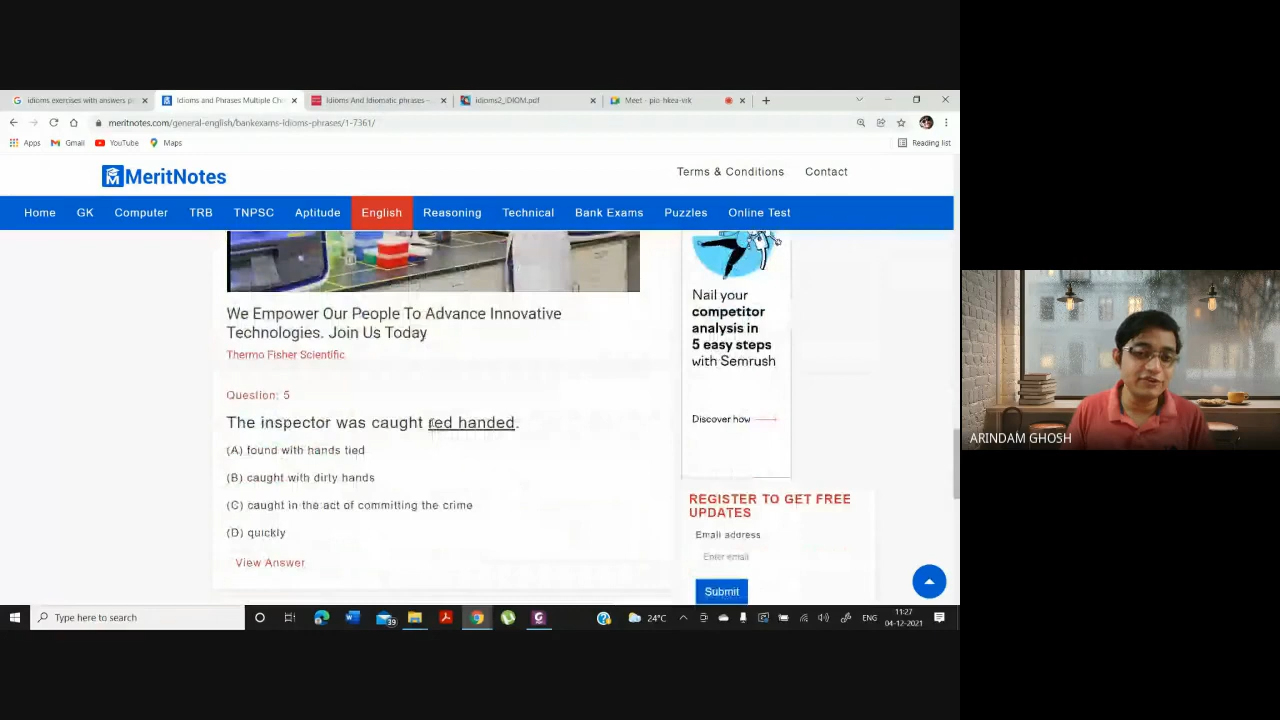 idioms exercises with answers p
Idioms and Phrases Multiple Ch
Idioms And Idiomatic phrases -
idioms2_IDIOM.pdf
Meet - pio-hkea-vrk
meritnotes.com/general-english/bankexams-idioms-phrases/1-7361/
Apps
Gmail
YouTube
Maps
Reading list
MeritNotes
Terms & Conditions
Contact
Home
GK
Computer
TRB
TNPSC
Aptitude
English
Reasoning
Technical
Bank Exams
Puzzles
Online Test
We Empower Our People To Advance Innovative
Technologies. Join Us Today
Thermo Fisher Scientific
Question: 5
The inspector was caught red handed.
(A) found with hands tied
(B) caught with dirty hands
(C) caught in the act of committing the crime
(D) quickly
View Answer
Nail your
competitor
analysis in
5 easy steps
with Semrush
Discover how
REGISTER TO GET FREE
UPDATES
Email address
Enter email
Submit
ARINDAM GHOSH
Type here to search
39
24°C
ENG
11:27
04-12-2021